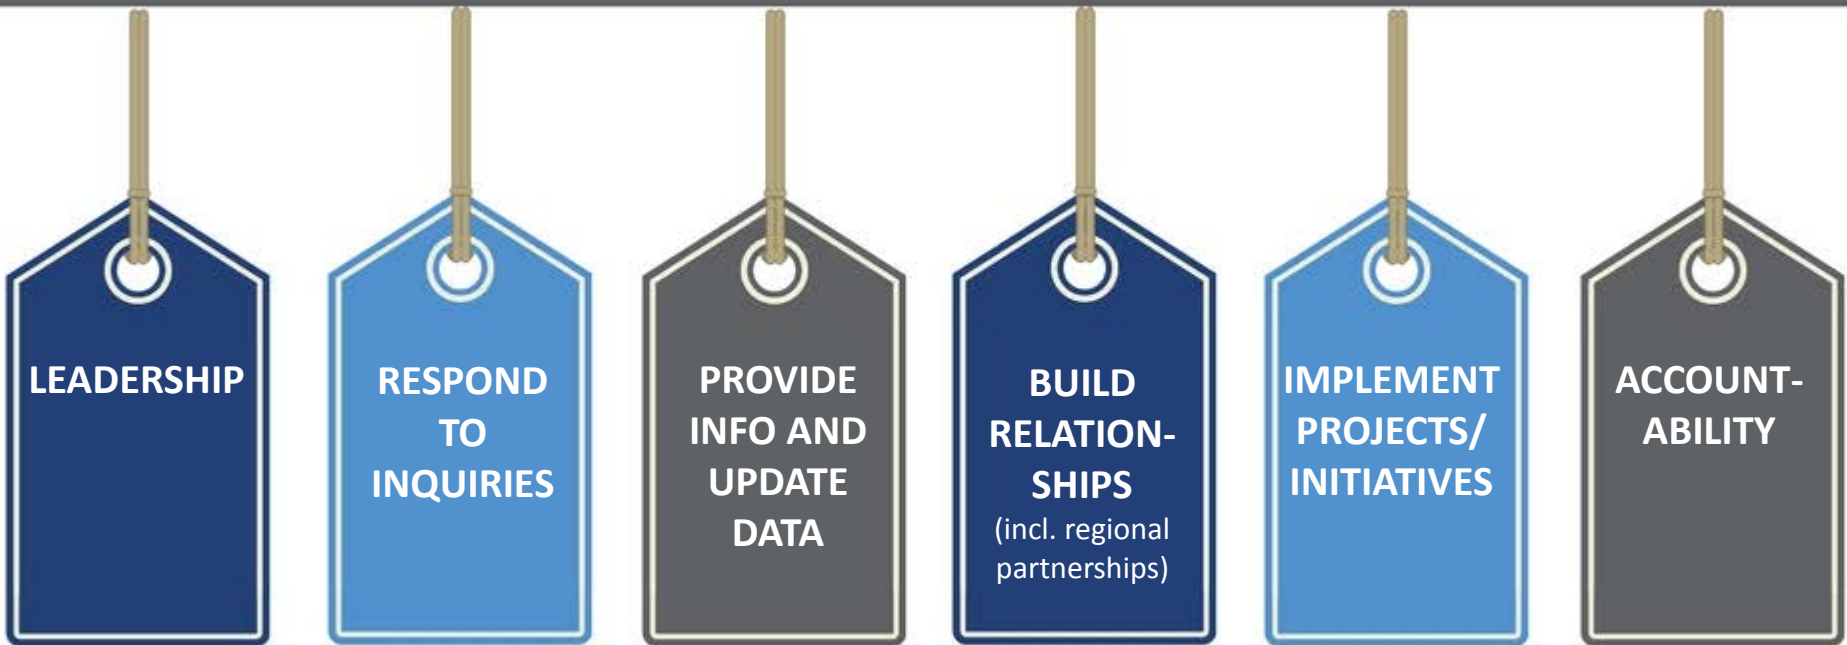 LEADERSHIP
RESPOND
TO
INQUIRIES
PROVIDE
INFO AND
UPDATE
DATA
BUILD
RELATION-
SHIPS
(incl. regional
partnerships)
IMPLEMENT
PROJECTS/
INITIATIVES
ACCOUNT-
ABILITY